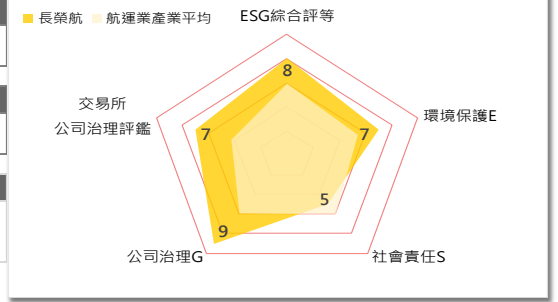 長榮航 航運業產業平均
ESG綜合評等
8
環境保護E
7
社會責任S
5
公司治理G
9
交易所
公司治理評鑑
7